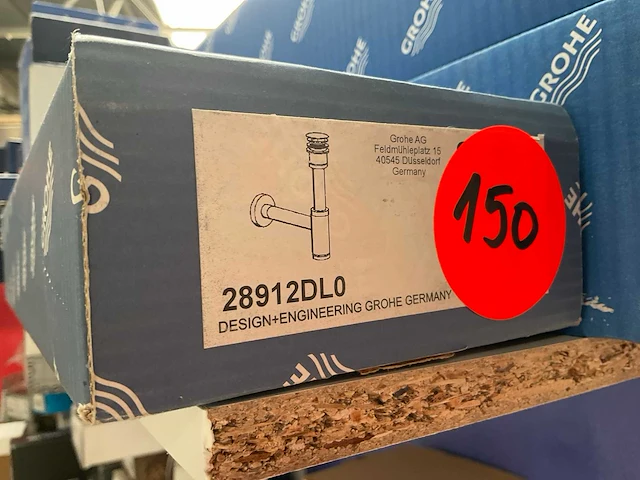 GROHE
GROHE
GROHE
Grohe AG
Feldmühleplatz 15
40545 Düsseldorf
Germany
150
28912DL0
DESIGN+ENGINEERING GROHE GERMANY